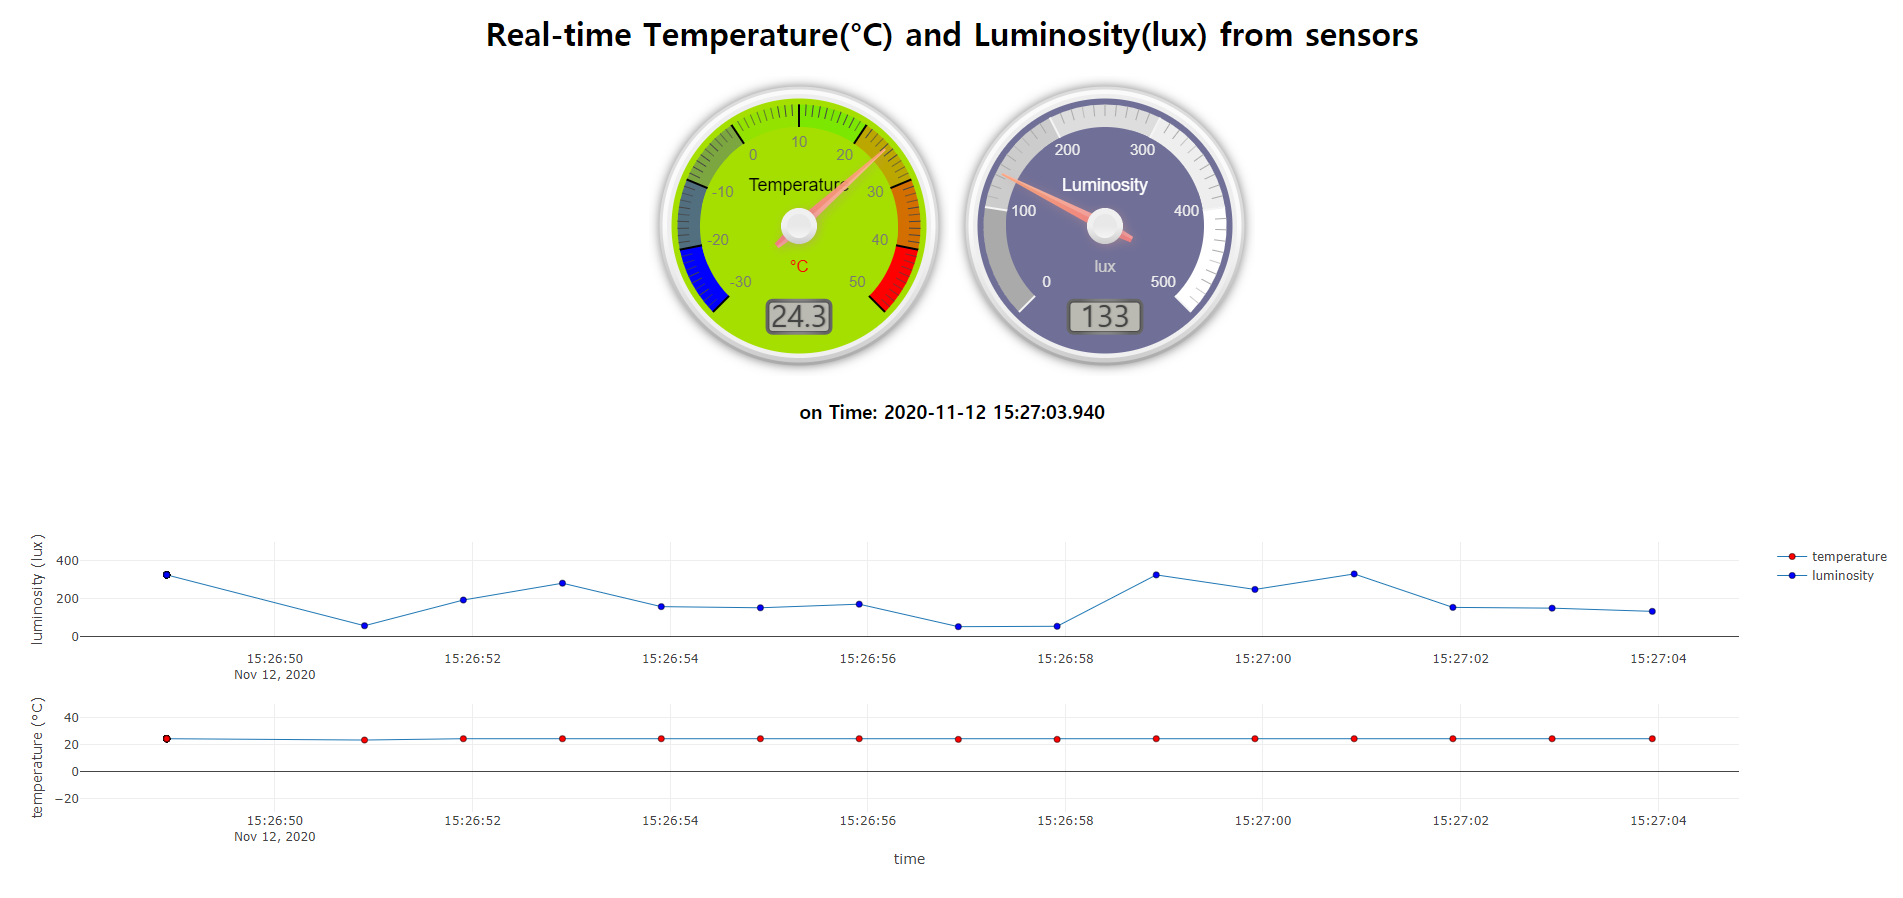 Real-time Temperature(°C) and Luminosity(lux) from sensors
-30 -20 -10 0 10 20 30 40 50
Temperature
°C
24.3
0 100 200 300 400 500
Luminosity
lux
133
on Time: 2020-11-12 15:27:03.940
luminosity (lux)
400
200
0
15:26:50 15:26:52 15:26:54 15:26:56 15:26:58 15:27:00 15:27:02 15:27:04
Nov 12, 2020
temperature
luminosity
temperature (°C)
40
20
0
−20
15:26:50 15:26:52 15:26:54 15:26:56 15:26:58 15:27:00 15:27:02 15:27:04
Nov 12, 2020
time